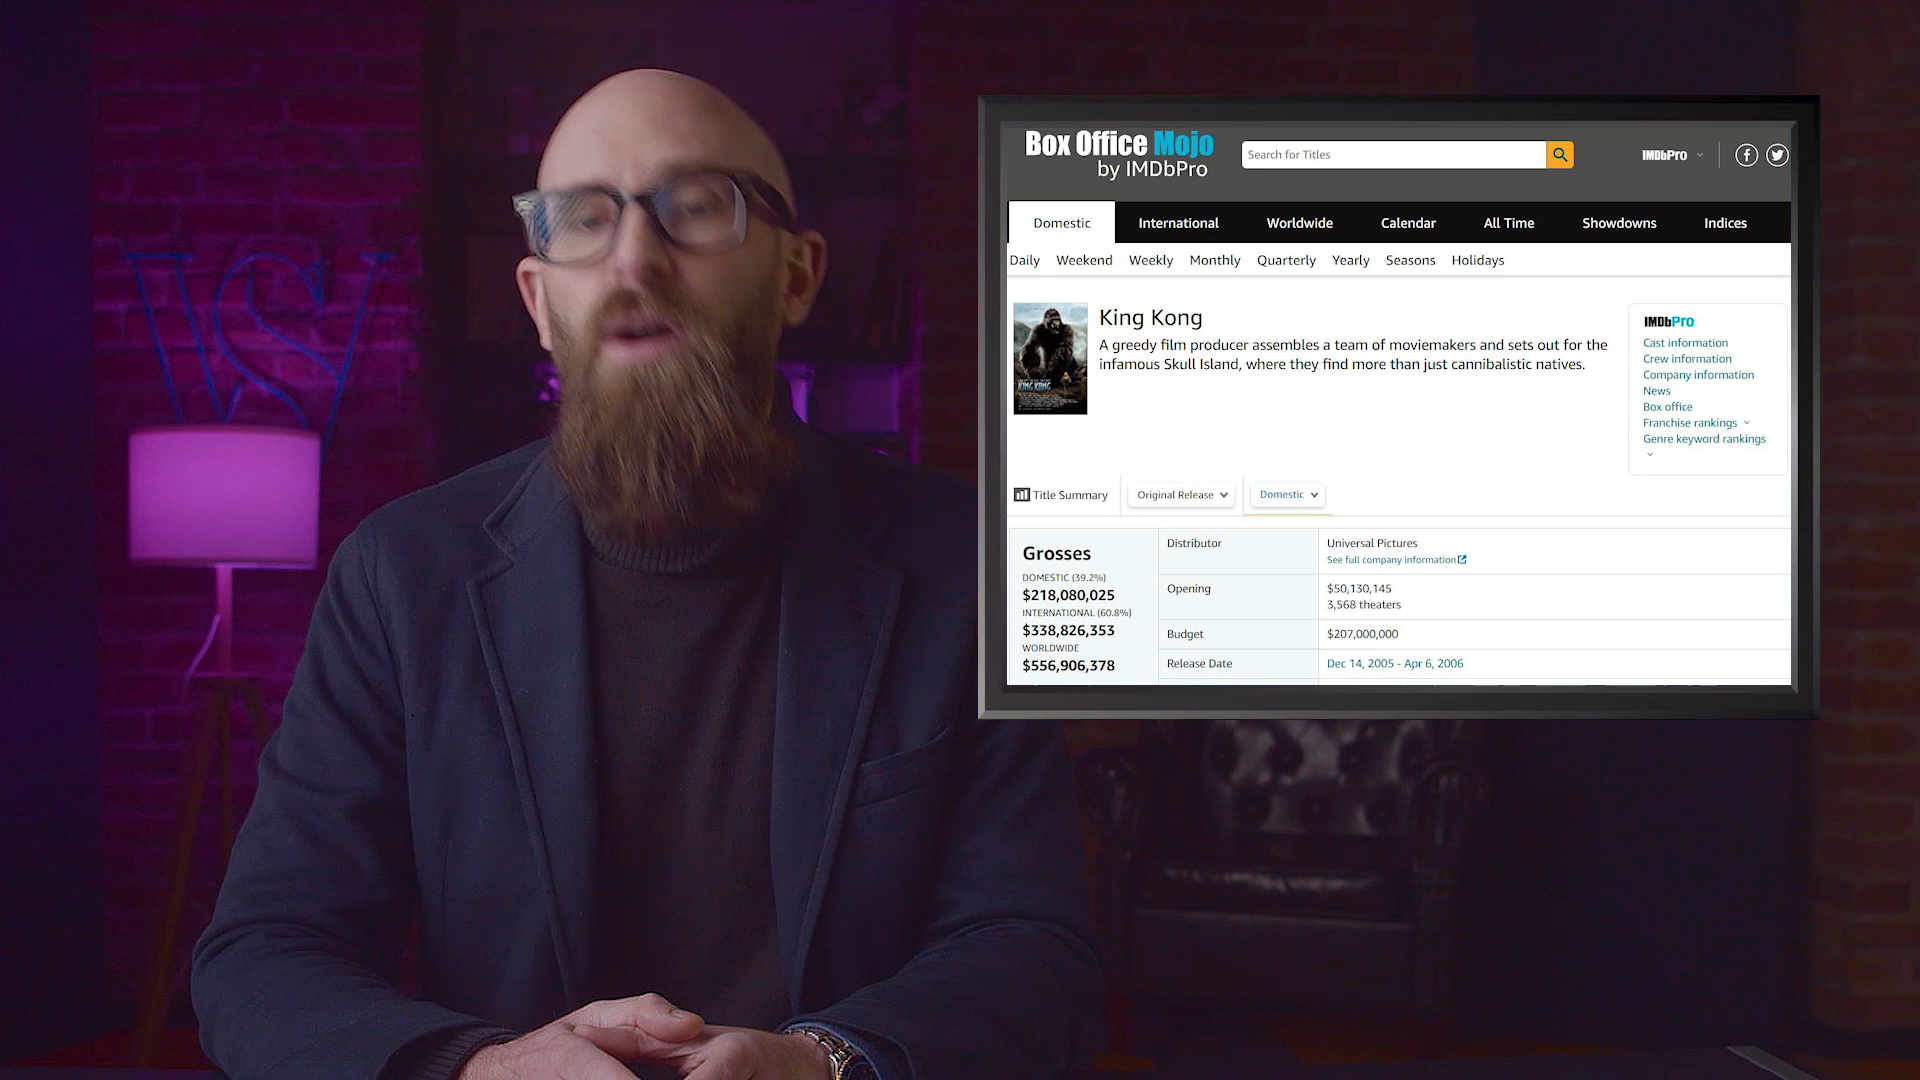 Box Office Mojo
by IMDbPro
Search for Titles
IMDbPro
Domestic International Worldwide Calendar All Time Showdowns Indices
Daily Weekend Weekly Monthly Quarterly Yearly Seasons Holidays
King Kong
A greedy film producer assembles a team of moviemakers and sets out for the
infamous Skull Island, where they find more than just cannibalistic natives.
KING KONG
IMDbPro
Cast information
Crew information
Company information
News
Box office
Franchise rankings
Genre keyword rankings
Title Summary Original Release Domestic
Grosses
DOMESTIC (39.2%)
$218,080,025
INTERNATIONAL (60.8%)
$338,826,353
WORLDWIDE
$556,906,378
Distributor Universal Pictures
See full company information
Opening $50,130,145
3,568 theaters
Budget $207,000,000
Release Date Dec 14, 2005 - Apr 6, 2006